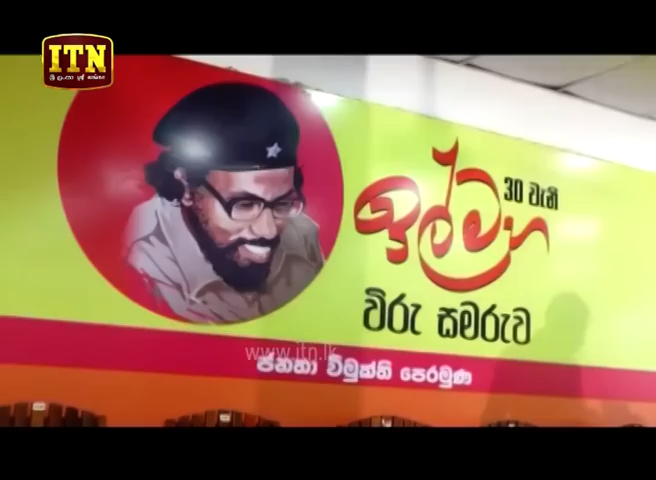 ITN
ශ්‍රී ලංකා මුල් නාලිකා
30 වැනි
ඉල්මහ
විරු සමරුව
www.itn.lk
ජනතා විමුක්ති පෙරමුණ